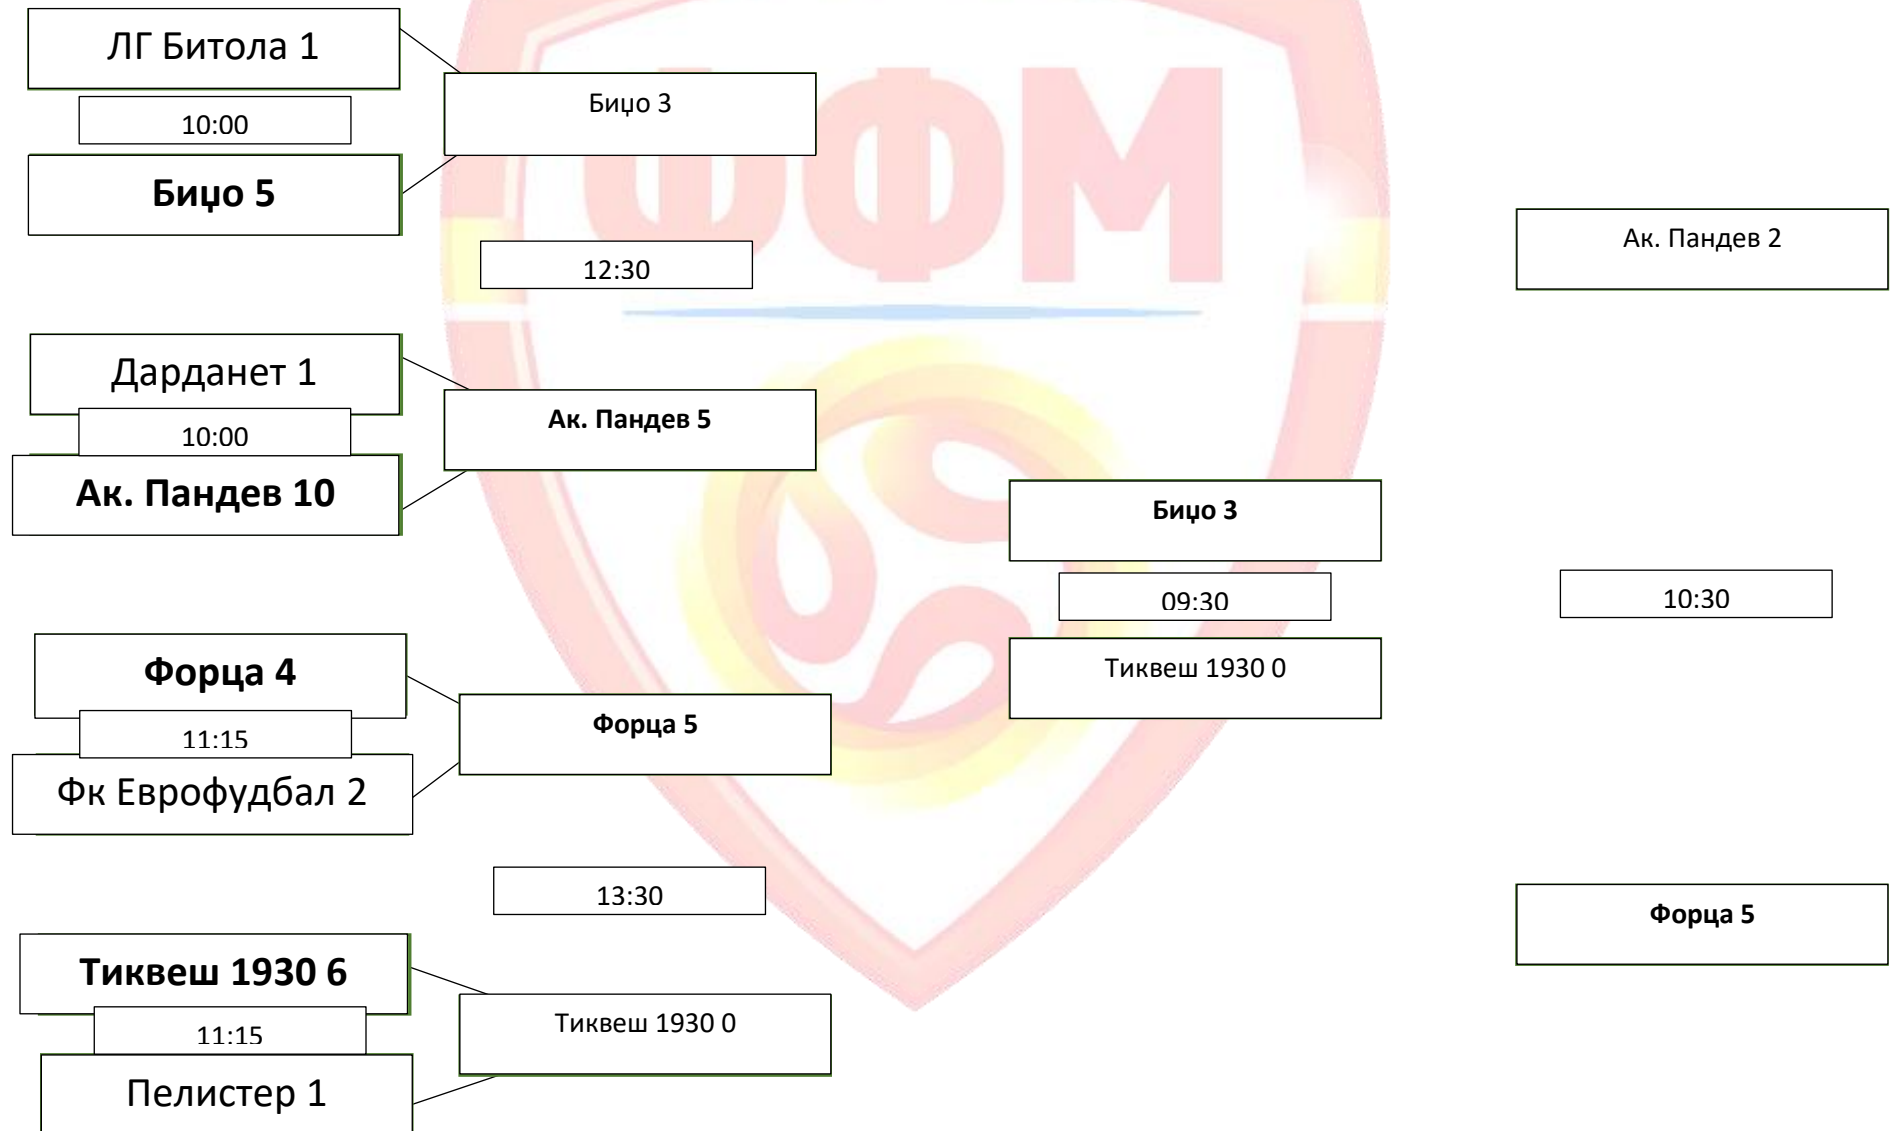 ЛГ Битола 1
10:00
Биџо 5
Биџо 3
12:30
Дарданет 1
10:00
Ак. Пандев 10
Ак. Пандев 5
Форца 4
11:15
Фк Еврофудбал 2
Форца 5
13:30
Тиквеш 1930 6
11:15
Пелистер 1
Тиквеш 1930 0
ФФМ
Биџо 3
09:30
Тиквеш 1930 0
Ак. Пандев 2
10:30
Форца 5